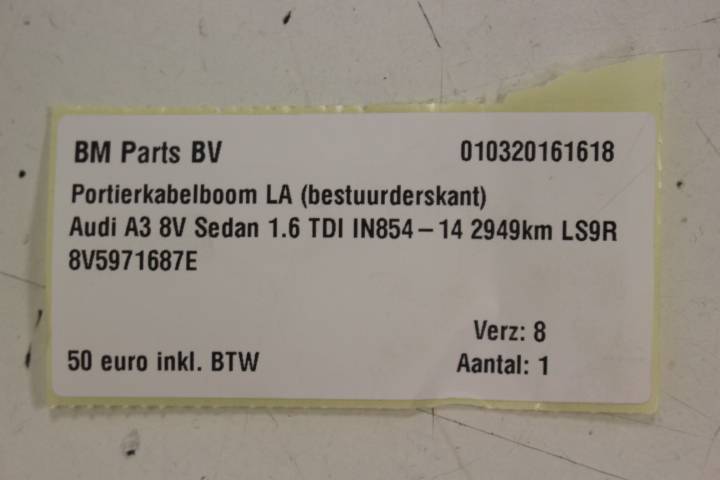 BM Parts BV 010320161618
Portierkabelboom LA (bestuurderskant)
Audi A3 8V Sedan 1.6 TDI IN854-14 2949km LS9R
8V5971687E
Verz: 8
50 euro inkl. BTW Aantal: 1